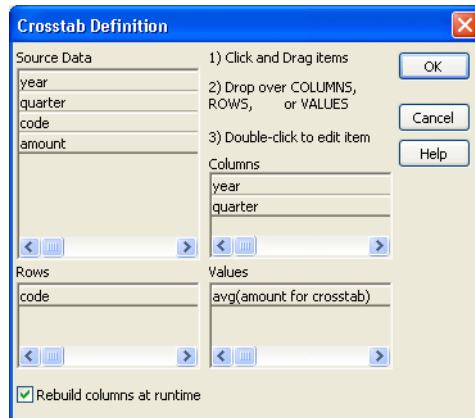 Crosstab Definition
Source Data
year
quarter
code
amount
1) Click and Drag items
2) Drop over COLUMNS,
ROWS, or VALUES
3) Double-click to edit item
Columns
year
quarter
Rows
code
Values
avg(amount for crosstab)
Rebuild columns at runtime
OK
Cancel
Help